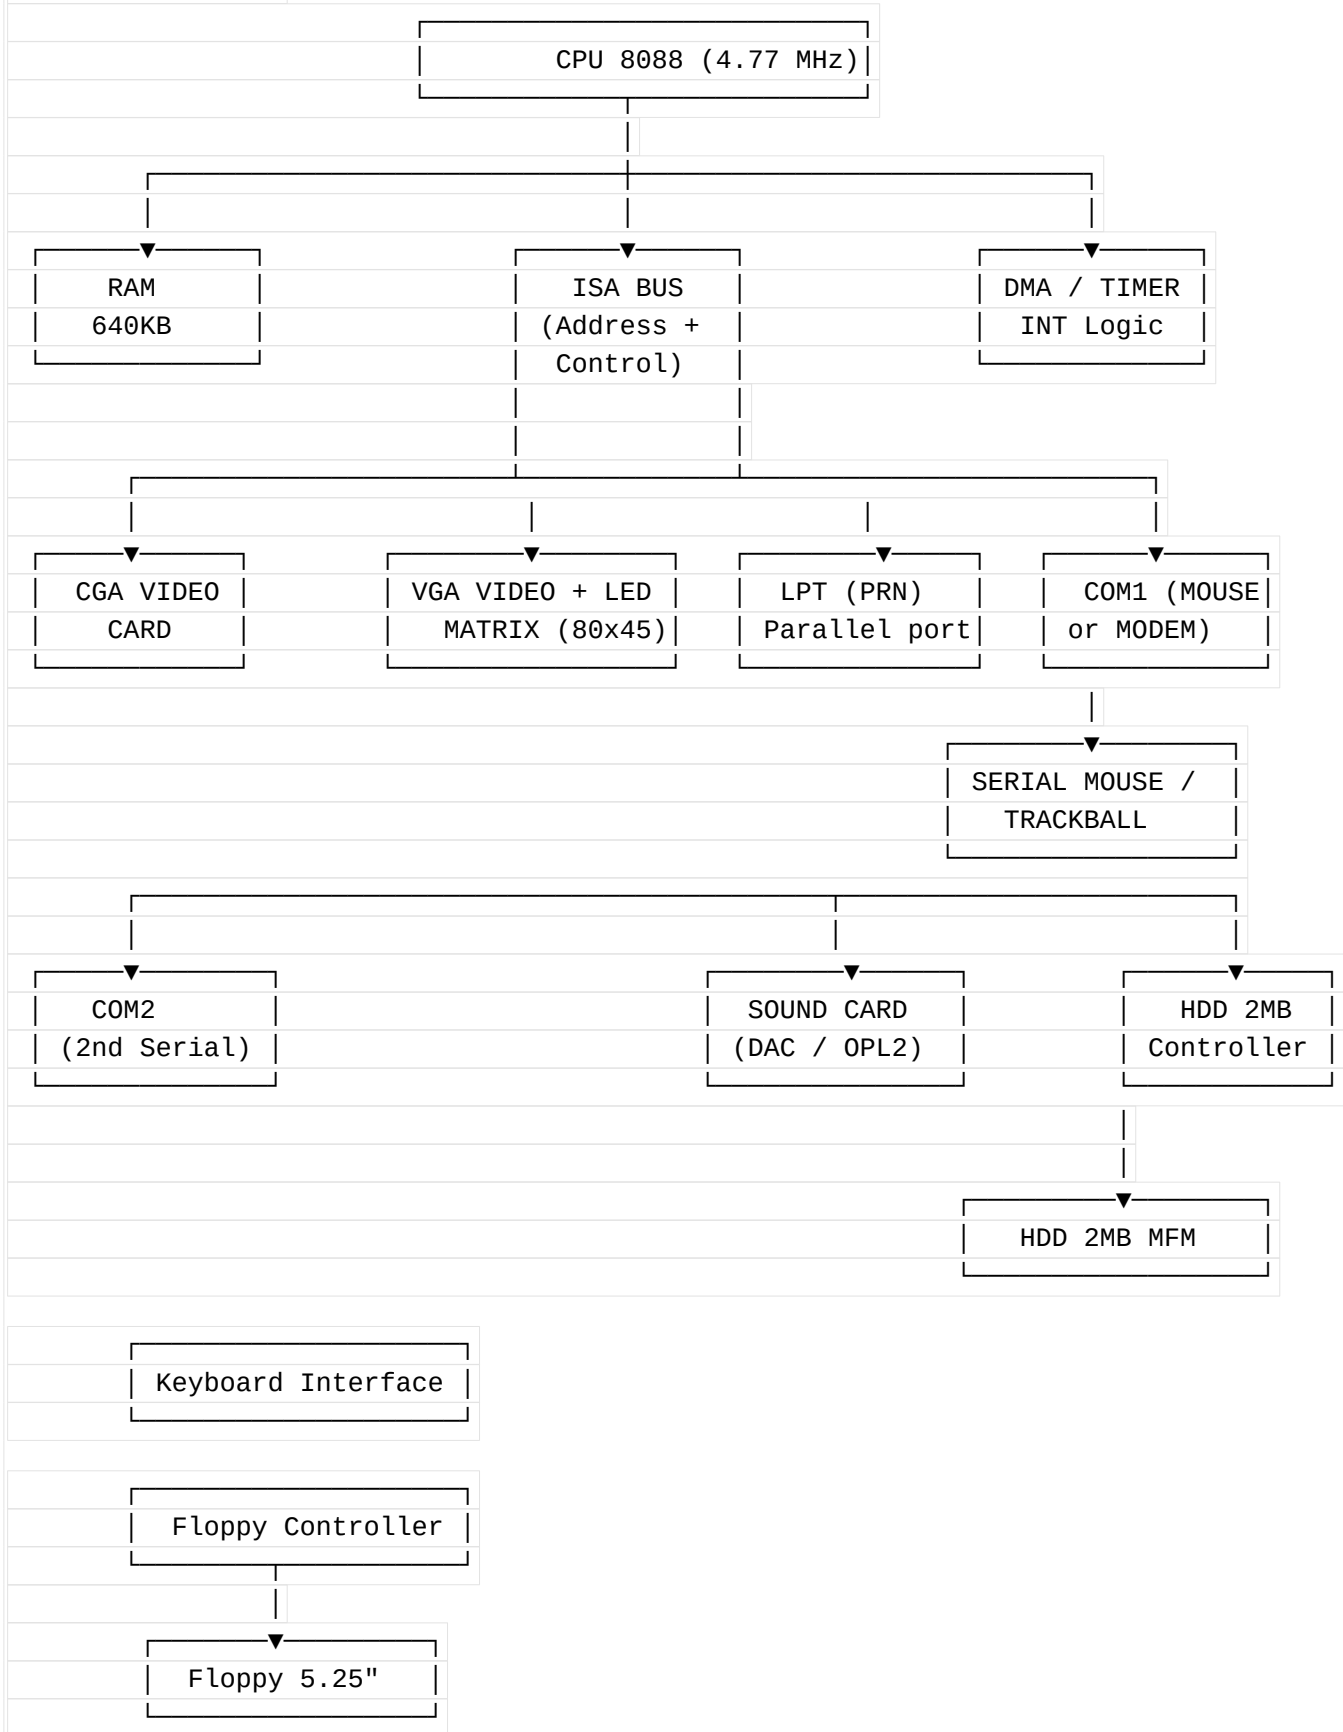 CPU 8088 (4.77 MHz)
RAM
640KB
ISA BUS
(Address +
Control)
DMA / TIMER
INT Logic
CGA VIDEO
CARD
VGA VIDEO + LED
MATRIX (80x45)
LPT (PRN)
Parallel port
COM1 (MOUSE
or MODEM)
SERIAL MOUSE /
TRACKBALL
COM2
(2nd Serial)
SOUND CARD
(DAC / OPL2)
HDD 2MB
Controller
HDD 2MB MFM
Keyboard Interface
Floppy Controller
Floppy 5.25"